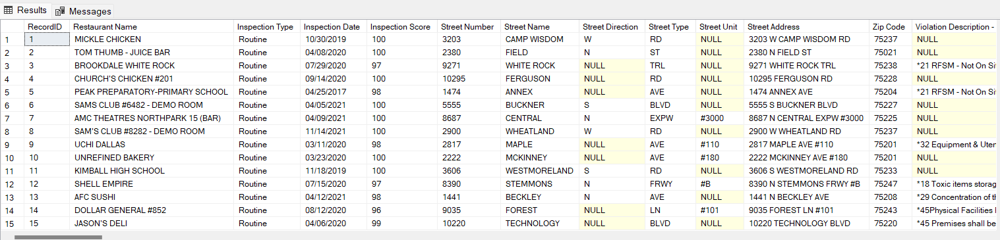 Results Messages
RecordID Restaurant Name Inspection Type Inspection Date Inspection Score Street Number Street Name Street Direction Street Type Street Unit Street Address Zip Code Violation Description -
1 1 MICKLE CHICKEN Routine 10/30/2019 100 3203 CAMP WISDOM W RD NULL 3203 W CAMP WISDOM RD 75237 NULL
2 2 TOM THUMB - JUICE BAR Routine 04/08/2020 100 2380 FIELD N ST NULL 2380 N FIELD ST 75021 NULL
3 3 BROOKDALE WHITE ROCK Routine 07/29/2020 97 9271 WHITE ROCK NULL TRL NULL 9271 WHITE ROCK TRL 75238 *21 RFSM - Not On Sit
4 4 CHURCH'S CHICKEN #201 Routine 09/14/2020 100 10295 FERGUSON NULL RD NULL 10295 FERGUSON RD 75228 NULL
5 5 PEAK PREPARATORY-PRIMARY SCHOOL Routine 04/25/2017 98 1474 ANNEX NULL AVE NULL 1474 ANNEX AVE 75204 *21 RFSM - Not On Sit
6 6 SAMS CLUB #6482 - DEMO ROOM Routine 04/05/2021 100 5555 BUCKNER S BLVD NULL 5555 S BUCKNER BLVD 75227 NULL
7 7 AMC THEATRES NORTHPARK 15 (BAR) Routine 04/09/2021 100 8687 CENTRAL N EXPW #3000 8687 N CENTRAL EXPW #3000 75225 NULL
8 8 SAM'S CLUB #8282 - DEMO ROOM Routine 11/14/2021 100 2900 WHEATLAND W RD NULL 2900 W WHEATLAND RD 75237 NULL
9 9 UCHI DALLAS Routine 03/11/2020 98 2817 MAPLE NULL AVE #110 2817 MAPLE AVE #110 75201 *32 Equipment & Uten
10 10 UNREFINED BAKERY Routine 03/23/2020 100 2222 MCKINNEY NULL AVE #180 2222 MCKINNEY AVE #180 75201 NULL
11 11 KIMBALL HIGH SCHOOL Routine 11/18/2019 100 3606 WESTMORELAND S RD NULL 3606 S WESTMORELAND RD 75233 NULL
12 12 SHELL EMPIRE Routine 07/15/2020 97 8390 STEMMONS N FRWY #B 8390 N STEMMONS FRWY #B 75247 *18 Toxic items storag
13 13 AFC SUSHI Routine 04/12/2021 98 1441 BECKLEY N AVE NULL 1441 N BECKLEY AVE 75208 *29 Concentration of th
14 14 DOLLAR GENERAL #852 Routine 08/12/2020 96 9035 FOREST NULL LN #101 9035 FOREST LN #101 75243 *45Physical Facilities
15 15 JASON'S DELI Routine 04/06/2020 99 10220 TECHNOLOGY NULL BLVD NULL 10220 TECHNOLOGY BLVD 75220 *45 Premises shall be